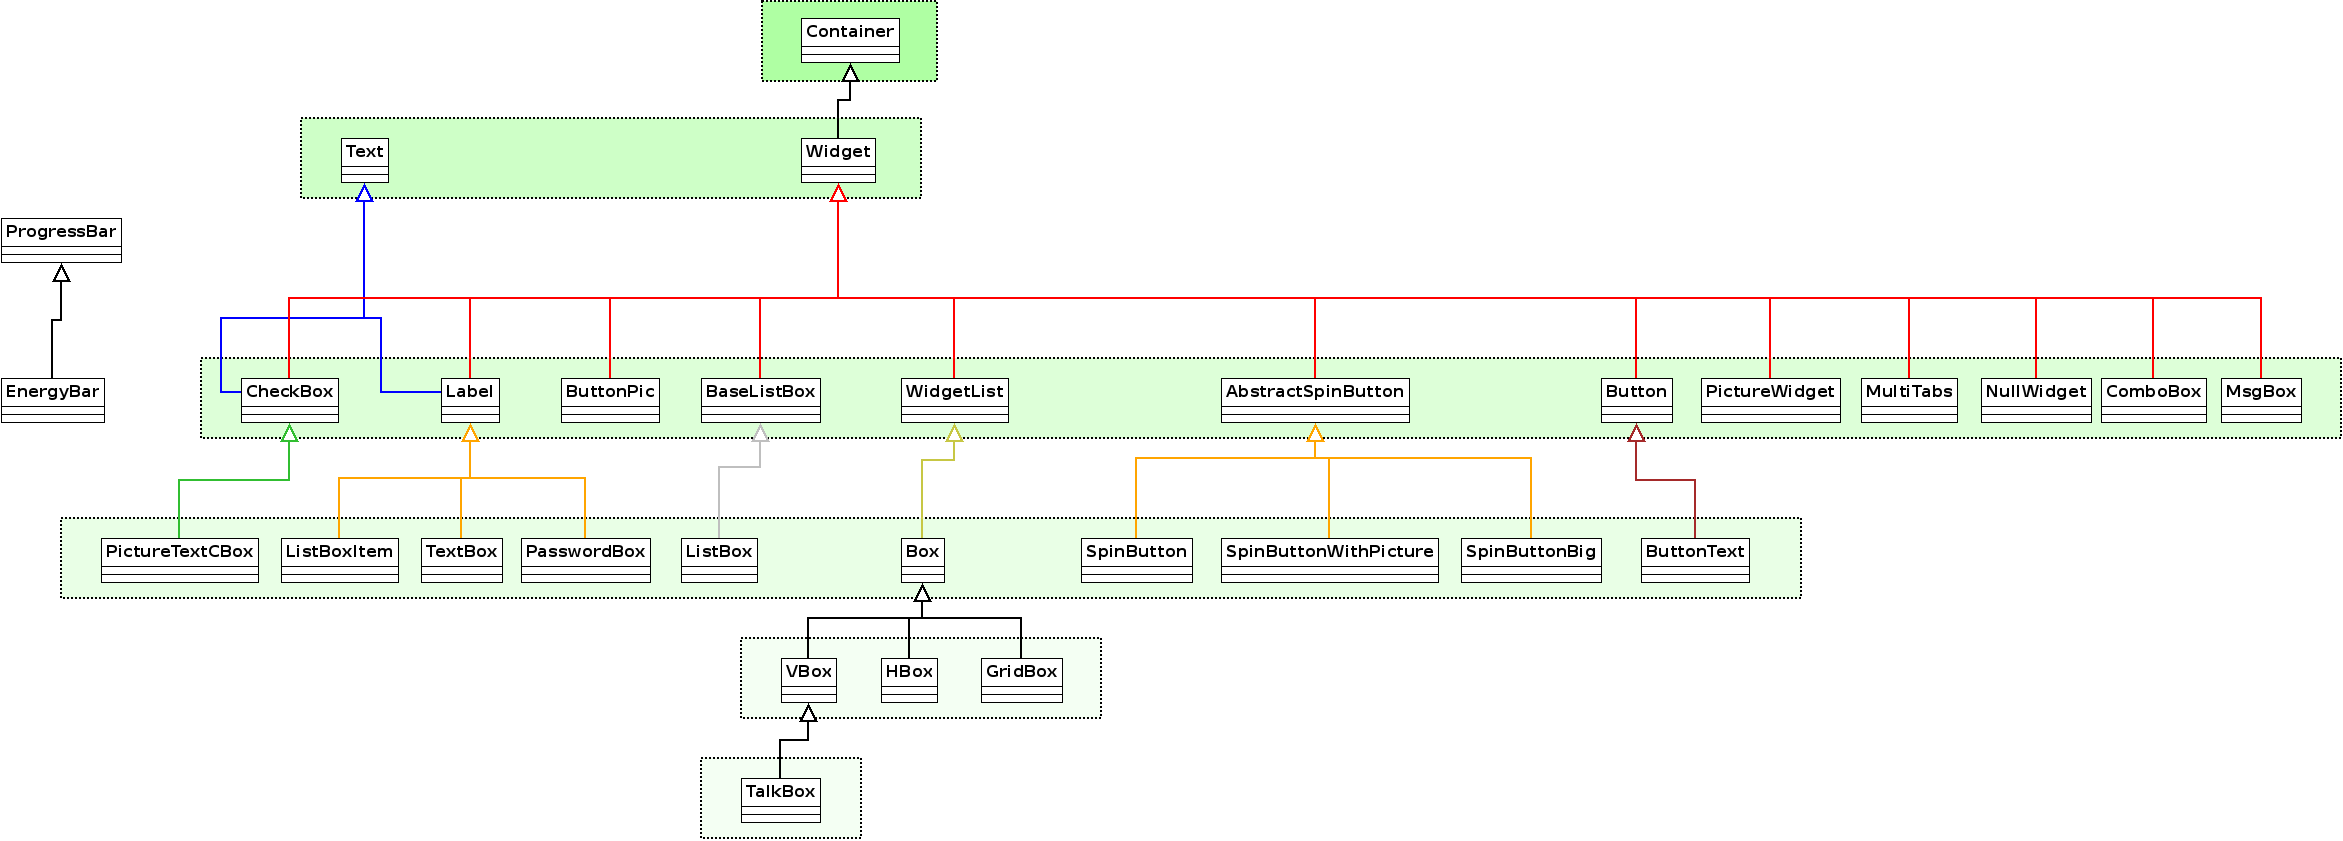 Container
Text
Widget
ProgressBar
EnergyBar
CheckBox
Label
ButtonPic
BaseListBox
WidgetList
AbstractSpinButton
Button
PictureWidget
MultiTabs
NullWidget
ComboBox
MsgBox
PictureTextCBox
ListBoxItem
TextBox
PasswordBox
ListBox
Box
SpinButton
SpinButtonWithPicture
SpinButtonBig
ButtonText
VBox
HBox
GridBox
TalkBox